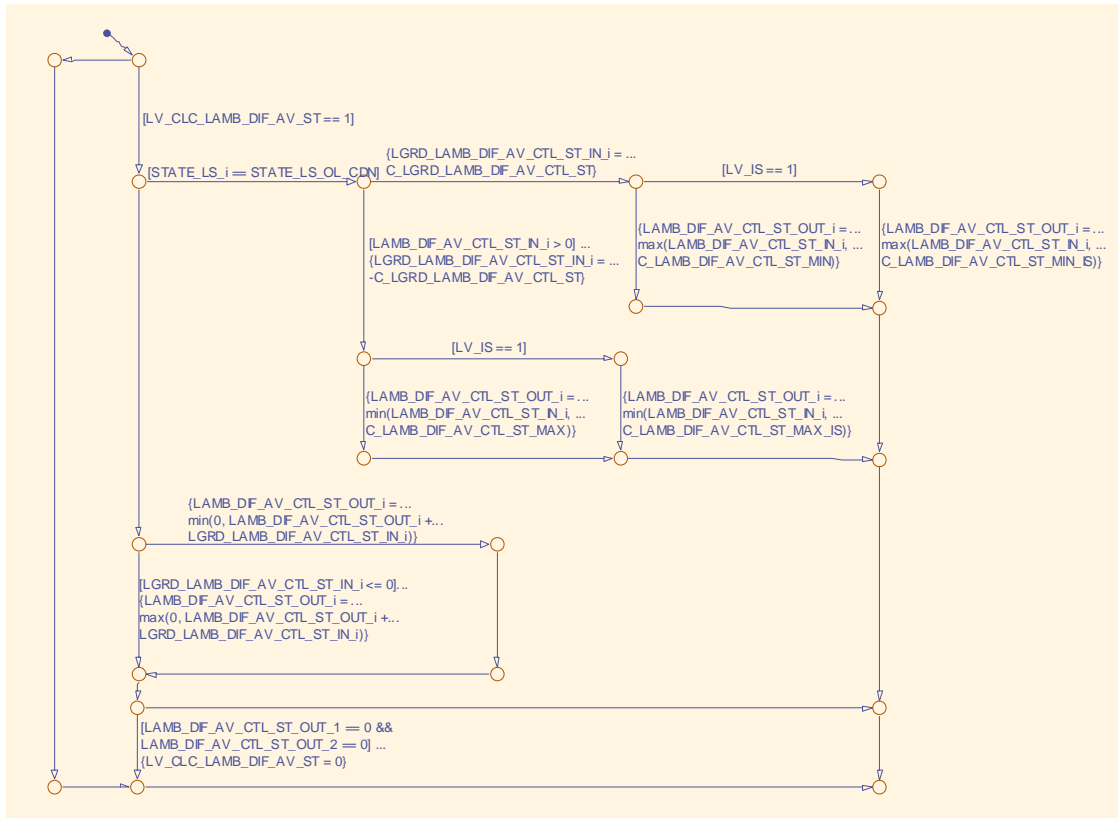 [LV_CLC_LAMB_DIF_AV_ST == 1]
[STATE_LS_i == STATE_LS_OL_CDN]
{LGRD_LAMB_DIF_AV_CTL_ST_IN_i = ...
C_LGRD_LAMB_DIF_AV_CTL_ST}
[LV_IS == 1]
[LAMB_DIF_AV_CTL_ST_IN_i > 0] ...
{LGRD_LAMB_DIF_AV_CTL_ST_IN_i = ...
-C_LGRD_LAMB_DIF_AV_CTL_ST}
{LAMB_DIF_AV_CTL_ST_OUT_i = ...
max(LAMB_DIF_AV_CTL_ST_IN_i, ...
C_LAMB_DIF_AV_CTL_ST_MIN)}
{LAMB_DIF_AV_CTL_ST_OUT_i = ...
max(LAMB_DIF_AV_CTL_ST_IN_i, ...
C_LAMB_DIF_AV_CTL_ST_MIN_IS)}
[LV_IS == 1]
{LAMB_DIF_AV_CTL_ST_OUT_i = ...
min(LAMB_DIF_AV_CTL_ST_IN_i, ...
C_LAMB_DIF_AV_CTL_ST_MAX)}
{LAMB_DIF_AV_CTL_ST_OUT_i = ...
min(LAMB_DIF_AV_CTL_ST_IN_i, ...
C_LAMB_DIF_AV_CTL_ST_MAX_IS)}
{LAMB_DIF_AV_CTL_ST_OUT_i = ...
min(0, LAMB_DIF_AV_CTL_ST_OUT_i +...
LGRD_LAMB_DIF_AV_CTL_ST_IN_i)}
[LGRD_LAMB_DIF_AV_CTL_ST_IN_i <= 0]...
{LAMB_DIF_AV_CTL_ST_OUT_i = ...
max(0, LAMB_DIF_AV_CTL_ST_OUT_i +...
LGRD_LAMB_DIF_AV_CTL_ST_IN_i)}
[LAMB_DIF_AV_CTL_ST_OUT_1 == 0 &&
LAMB_DIF_AV_CTL_ST_OUT_2 == 0] ...
{LV_CLC_LAMB_DIF_AV_ST = 0}